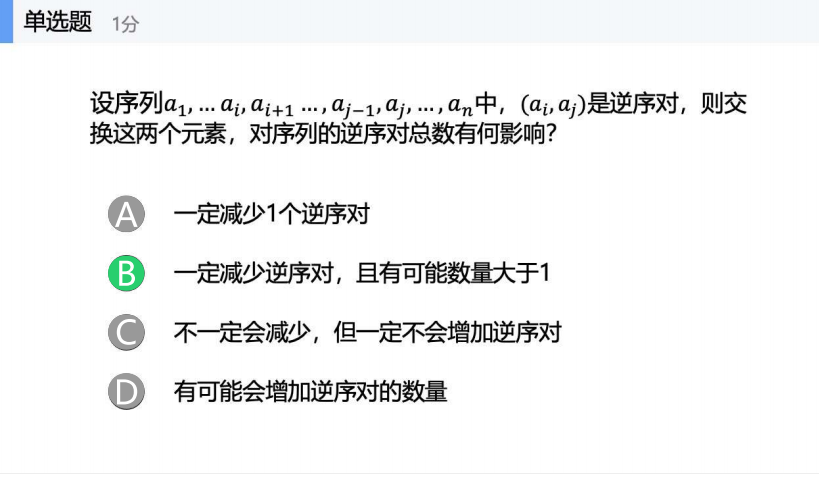 单选题 1分
设序列a₁, … aᵢ, aᵢ₊₁ … , aⱼ₋₁, aⱼ, … , aₙ中，(aᵢ, aⱼ)是逆序对，则交
换这两个元素，对序列的逆序对总数有何影响？
A 一定减少1个逆序对
B 一定减少逆序对，且有可能数量大于1
C 不一定会减少，但一定不会增加逆序对
D 有可能会增加逆序对的数量